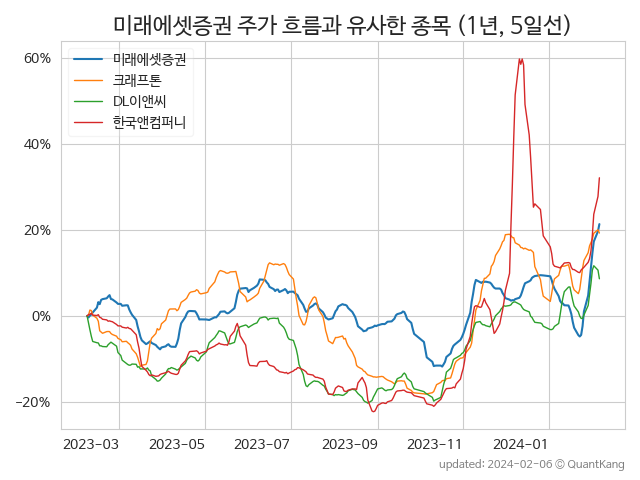 미래에셋증권 주가 흐름과 유사한 종목 (1년, 5일선)
미래에셋증권
크래프톤
DL이앤씨
한국앤컴퍼니
60%
40%
20%
0%
−20%
2023-03 2023-05 2023-07 2023-09 2023-11 2024-01
updated: 2024-02-06 © QuantKang